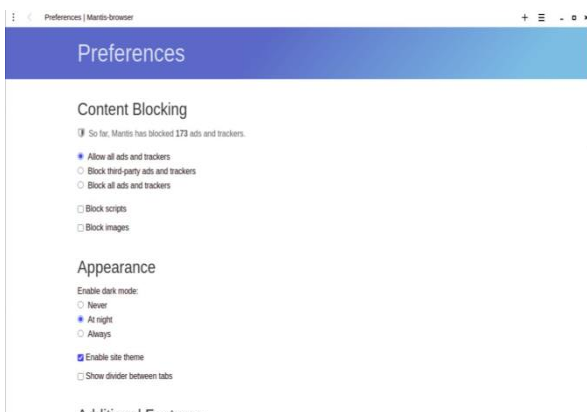 Preferences | Mantis-browser
Preferences
Content Blocking
So far, Mantis has blocked 173 ads and trackers.
Allow all ads and trackers
Block third-party ads and trackers
Block all ads and trackers
Block scripts
Block images
Appearance
Enable dark mode:
Never
At night
Always
Enable site theme
Show divider between tabs